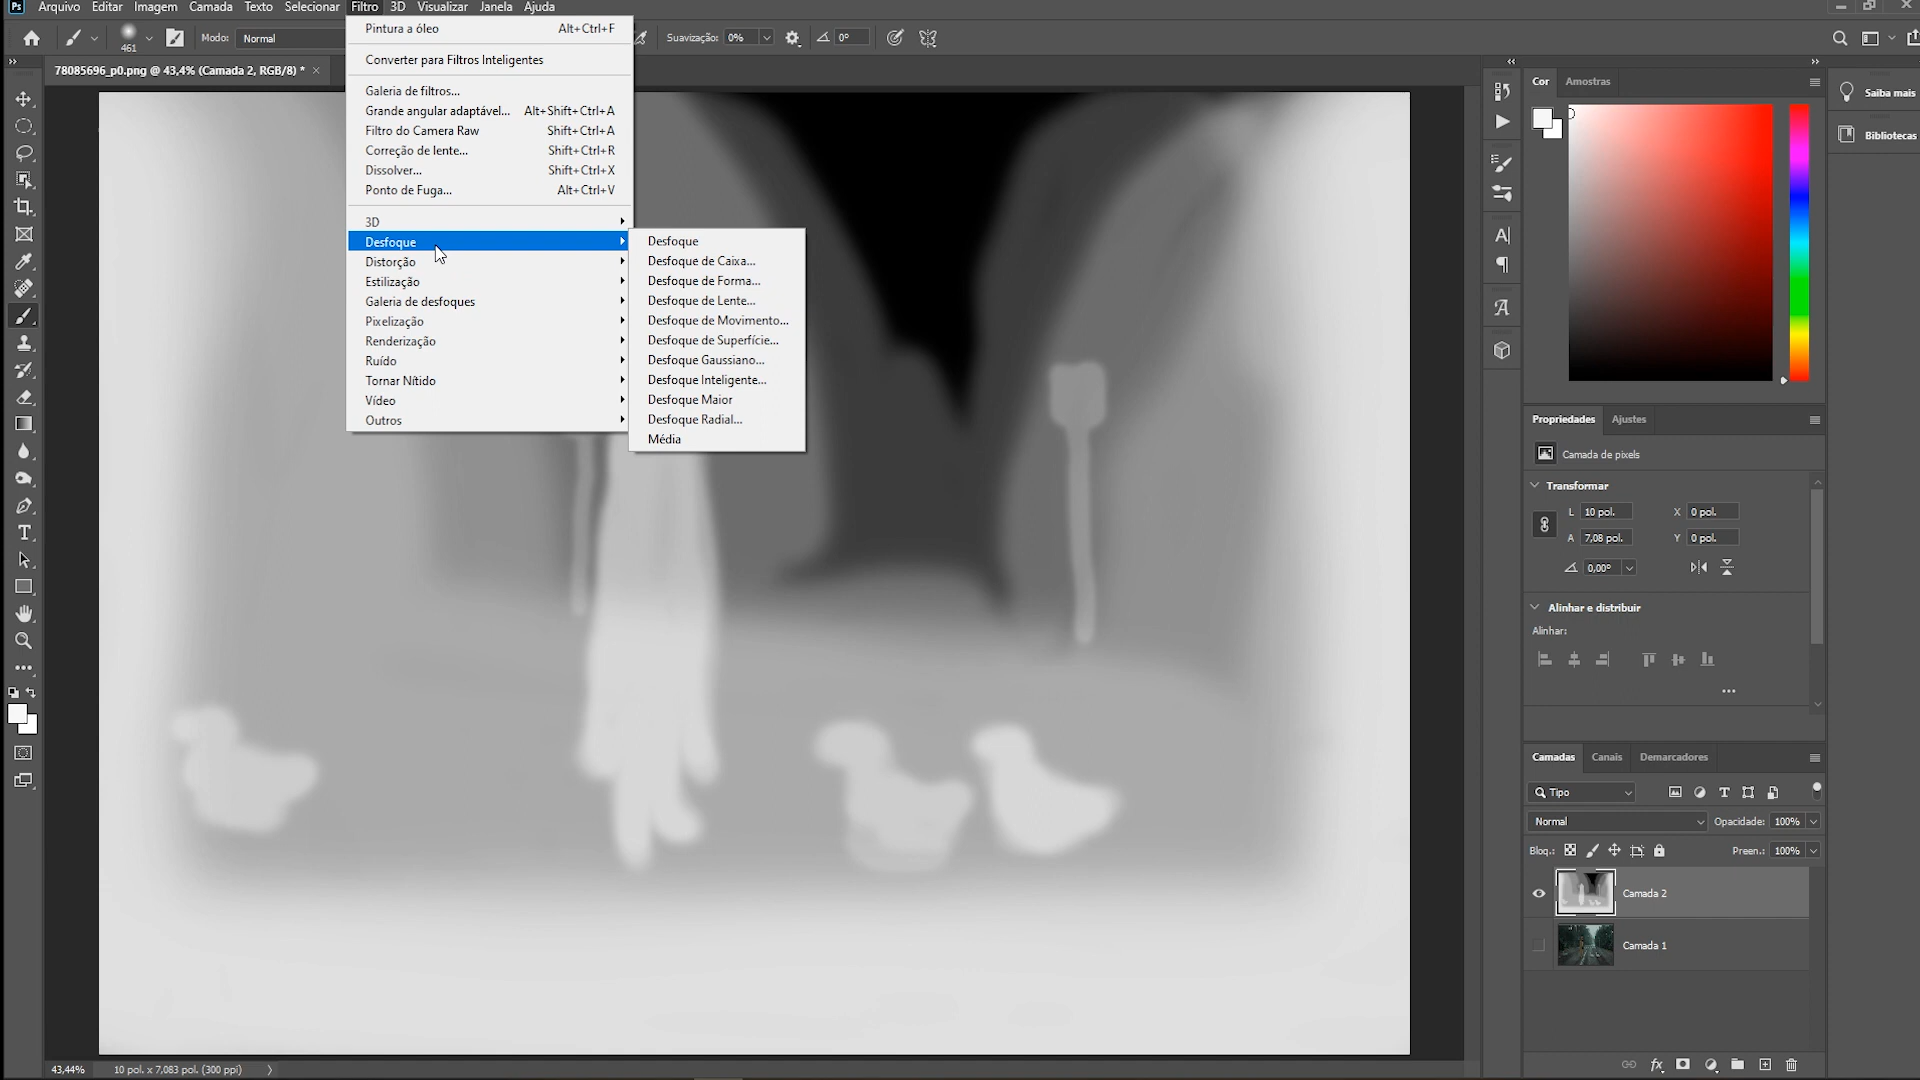 Ps Arquivo Editar Imagem Camada Texto Selecionar Filtro 3D Visualizar Janela Ajuda
461 Modo: Normal Suavização: 0% 0°
78085696_p0.png @ 43,4% (Camada 2, RGB/8) * ×
Pintura a óleo Alt+Ctrl+F
Converter para Filtros Inteligentes
Galeria de filtros...
Grande angular adaptável... Alt+Shift+Ctrl+A
Filtro do Camera Raw Shift+Ctrl+A
Correção de lente... Shift+Ctrl+R
Dissolver... Shift+Ctrl+X
Ponto de Fuga... Alt+Ctrl+V
3D
Desfoque
Distorção
Estilização
Galeria de desfoques
Pixelização
Renderização
Ruído
Tornar Nítido
Vídeo
Outros
Desfoque
Desfoque de Caixa...
Desfoque de Forma...
Desfoque de Lente...
Desfoque de Movimento...
Desfoque de Superfície...
Desfoque Gaussiano...
Desfoque Inteligente...
Desfoque Maior
Desfoque Radial...
Média
Cor Amostras
Saiba mais
Bibliotecas
Propriedades Ajustes
Camada de pixels
Transformar
L 10 pol. X 0 pol.
A 7,08 pol. Y 0 pol.
0,00°
Alinhar e distribuir
Alinhar:
Camadas Canais Demarcadores
Tipo
Normal Opacidade: 100%
Bloq.: Preen.: 100%
Camada 2
Camada 1
fx
43,44% 10 pol. x 7,083 pol. (300 ppi)